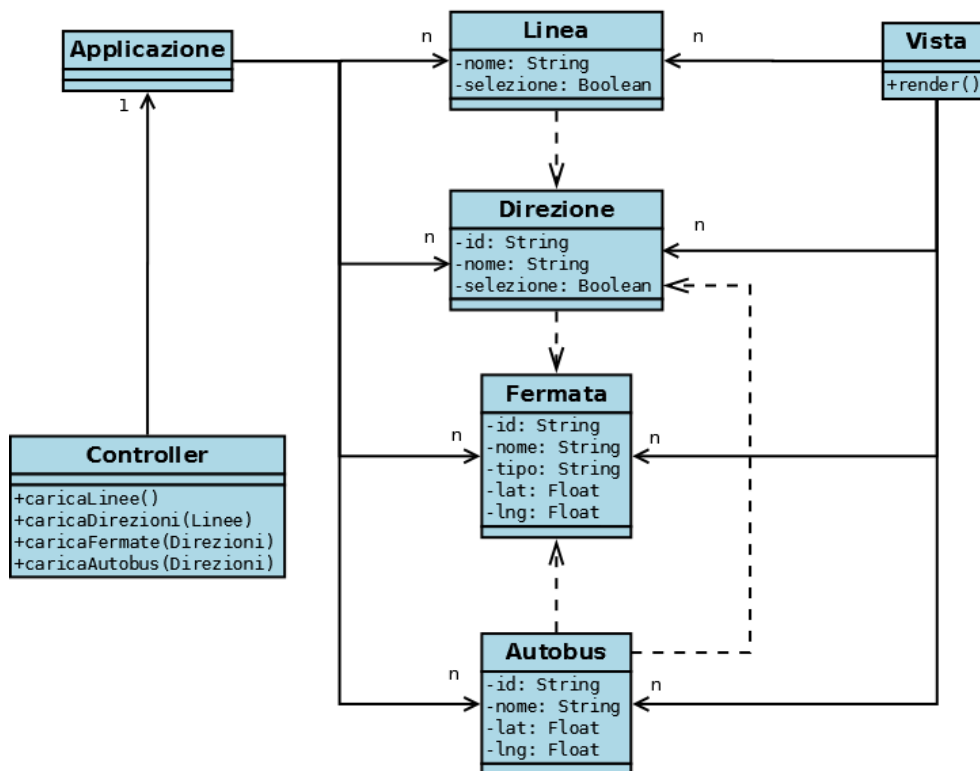 Applicazione
1
n
Linea
-nome: String
-selezione: Boolean
n
Vista
+render()
n
Direzione
-id: String
-nome: String
-selezione: Boolean
n
Controller
+caricaLinee()
+caricaDirezioni(Linee)
+caricaFermate(Direzioni)
+caricaAutobus(Direzioni)
n
Fermata
-id: String
-nome: String
-tipo: String
-lat: Float
-lng: Float
n
n
Autobus
-id: String
-nome: String
-lat: Float
-lng: Float
n